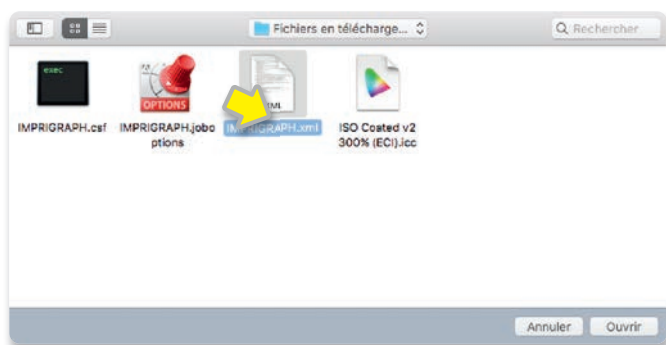 Fichiers en télécharge...
Rechercher
exec
OPTIONS
IMPRIGRAPH.csf
IMPRIGRAPH.jobo
ptions
IMPRIGRAPH.xml
ISO Coated v2
300% (ECI).icc
Annuler
Ouvrir